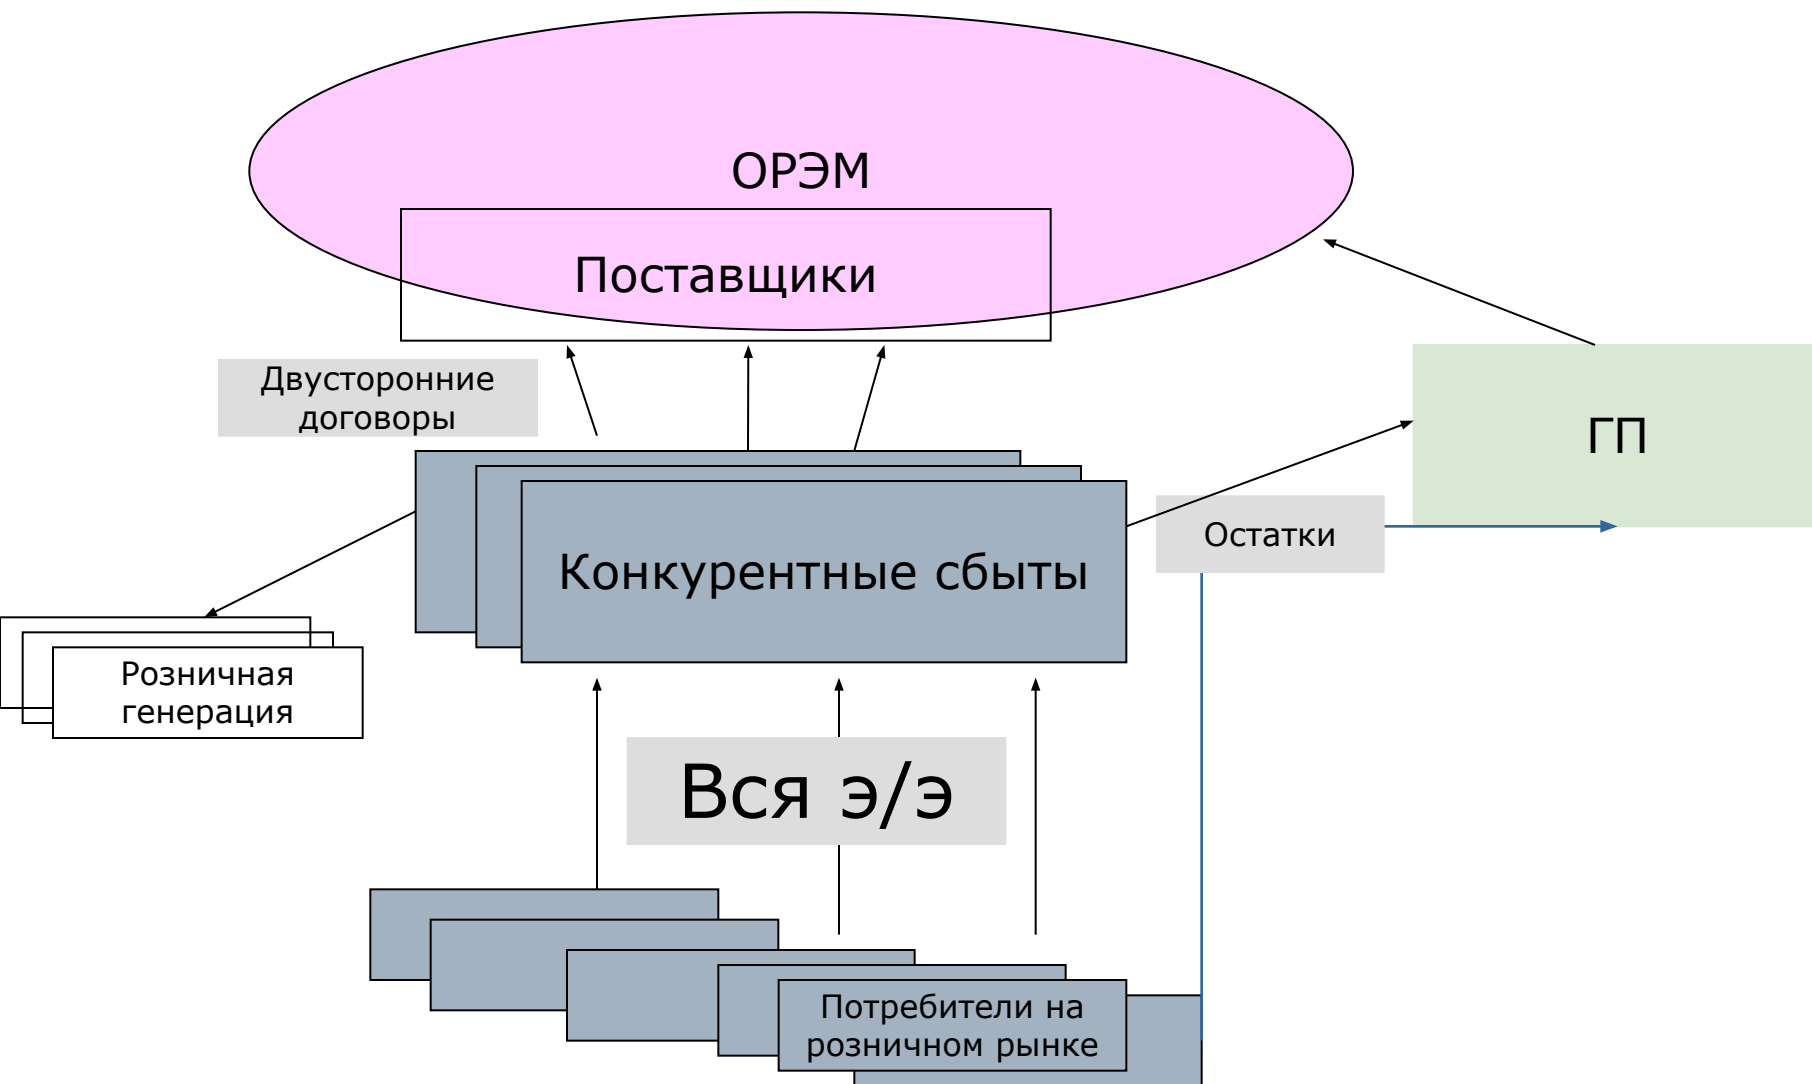 ОРЭМ
Поставщики
Двусторонние
договоры
ГП
Остатки
Конкурентные сбыты
Розничная
генерация
Вся э/э
Потребители на
розничном рынке